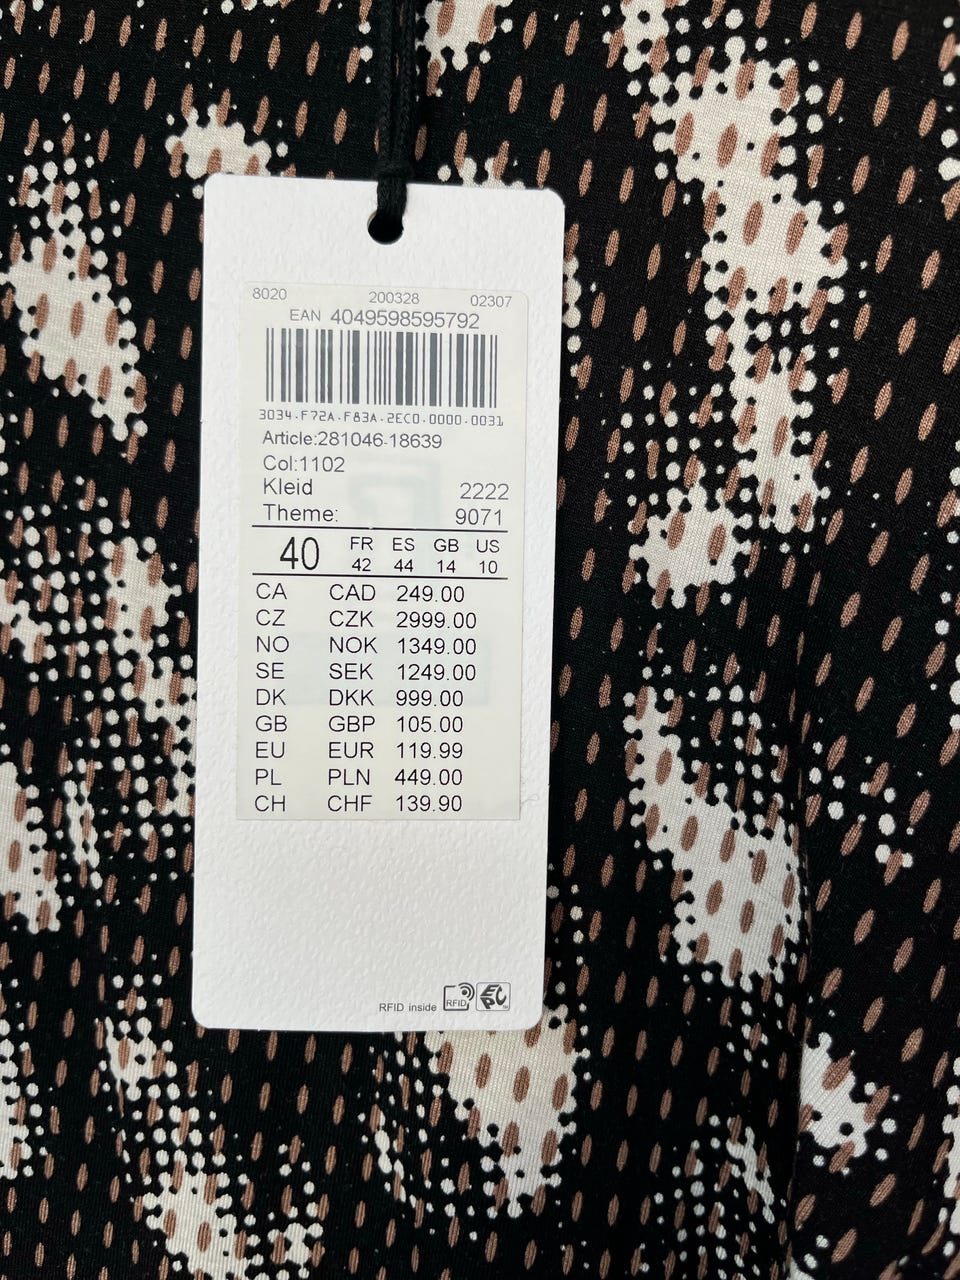 8020 200328 02307
EAN 4049598595792
3034.F72A.F83A.2EC0.0000.0031
Article:281046-18639
Col:1102
Kleid 2222
Theme: 9071
40 FR ES GB US
42 44 14 10
CA CAD 249.00
CZ CZK 2999.00
NO NOK 1349.00
SE SEK 1249.00
DK DKK 999.00
GB GBP 105.00
EU EUR 119.99
PL PLN 449.00
CH CHF 139.90
RFID inside RFID EPC